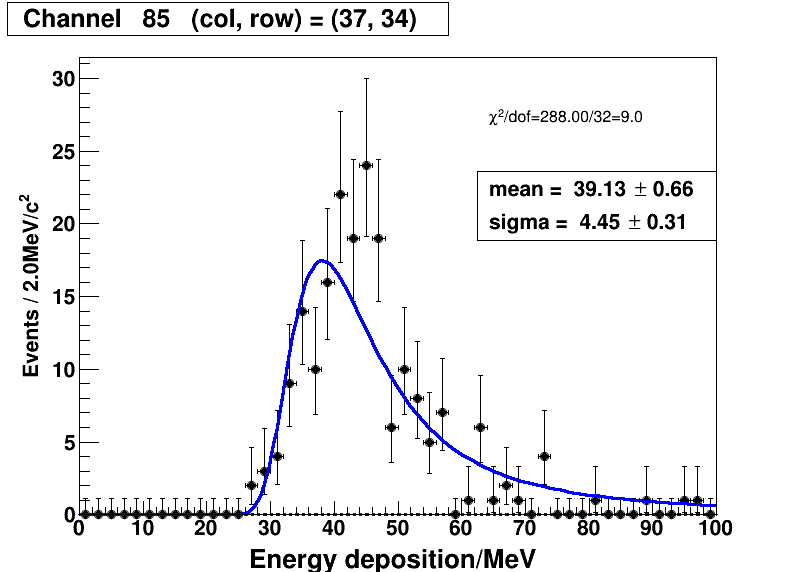 Channel 85 (col, row) = (37, 34)
χ²/dof=288.00/32=9.0
mean = 39.13 ± 0.66
sigma = 4.45 ± 0.31
Events / 2.0MeV/c²
30
25
20
15
10
5
0
0 10 20 30 40 50 60 70 80 90 100
Energy deposition/MeV